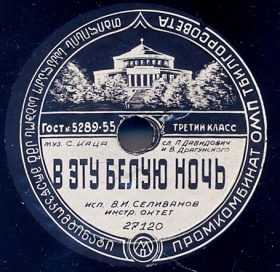 ГОСТ К 5289-55
ТРЕТИЙ КЛАСС
муз. С. КАЦА
сл. П. ДАВИДОВИЧ
и В. ДРАГУНСКОГО
В ЭТУ БЕЛУЮ НОЧЬ
исп. В.И. СЕЛИВАНОВ
инстр. ОКТЕТ
27120
ПРОМКОМБИНАТ ОМП ТБИЛГОРСОВЕТА